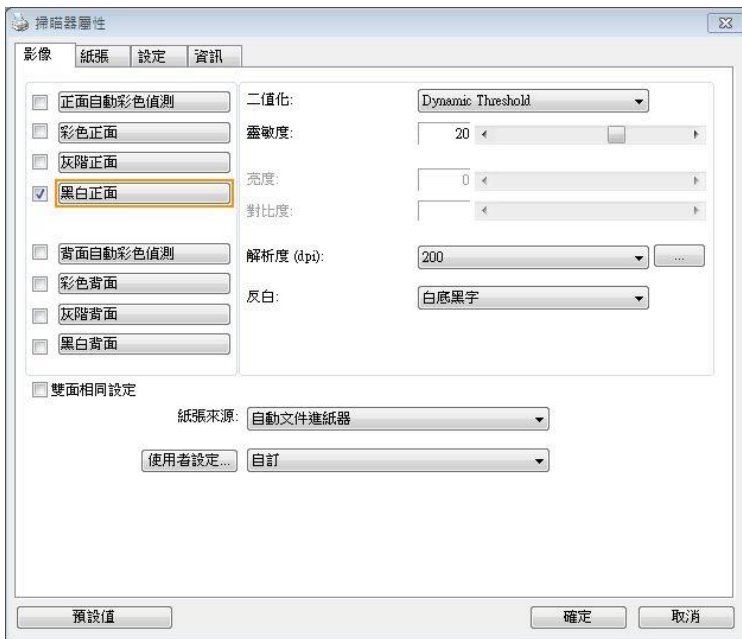 掃瞄器屬性
影像 紙張 設定 資訊
正面自動彩色偵測
彩色正面
灰階正面
黑白正面
背面自動彩色偵測
彩色背面
灰階背面
黑白背面
二值化: Dynamic Threshold
靈敏度: 20
亮度: 0
對比度:
解析度 (dpi): 200 ...
反白: 白底黑字
雙面相同設定
紙張來源: 自動文件進紙器
使用者設定... 自訂
預設值 確定 取消